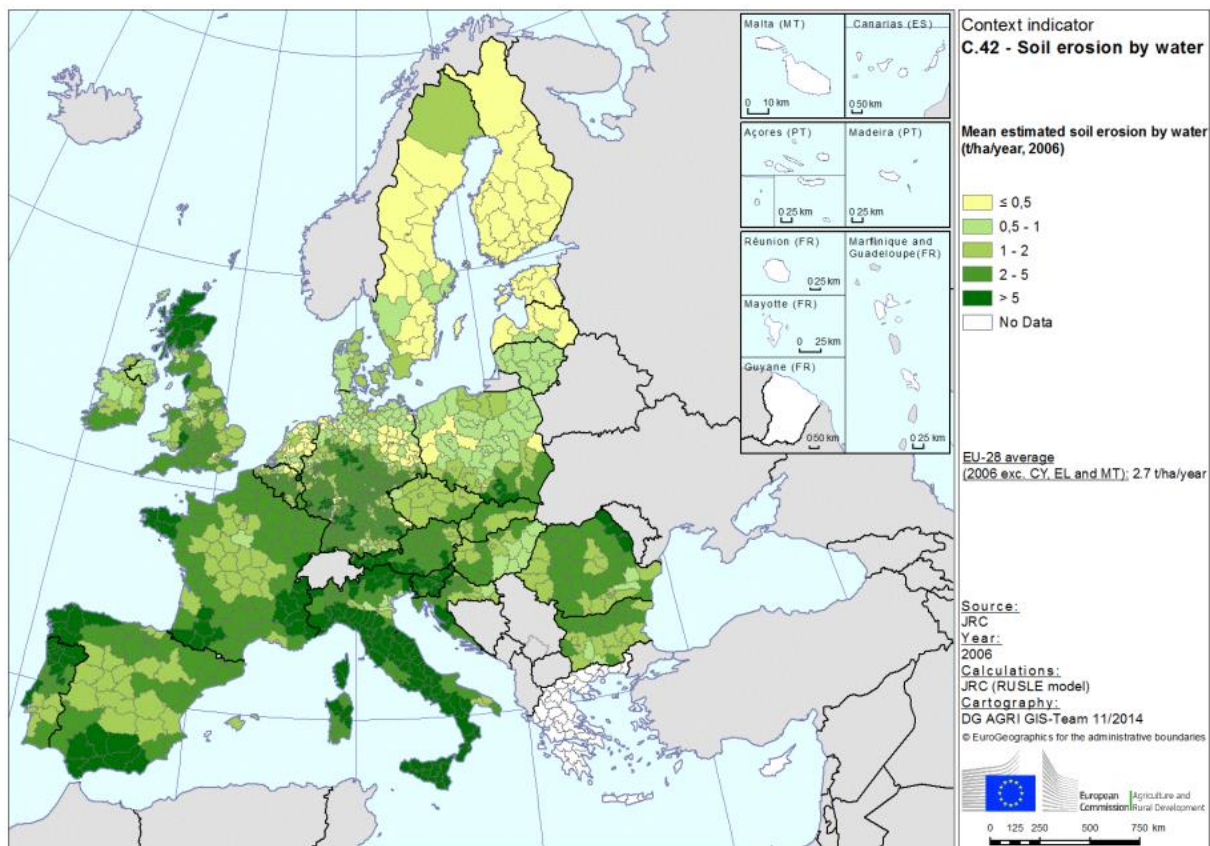 Malta (MT)
0 10 km
Canarias (ES)
0 50 km
Açores (PT)
0 25 km
Madeira (PT)
0 25 km
Réunion (FR)
0 25 km
Martinique and
Guadeloupe(FR)
Mayotte (FR)
0 25 km
Guyane (FR)
0 50 km
0 25 km
Context indicator
C.42 - Soil erosion by water
Mean estimated soil erosion by water
(t/ha/year, 2006)
≤ 0,5
0,5 - 1
1 - 2
2 - 5
> 5
No Data
EU-28 average
(2006 exc. CY, EL and MT): 2.7 t/ha/year
Source:
JRC
Year:
2006
Calculations:
JRC (RUSLE model)
Cartography:
DG AGRI GIS-Team 11/2014
© EuroGeographics for the administrative boundaries
European
Commission
Agriculture and
Rural Development
0 125 250 500 750 km